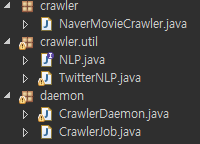 crawler
NaverMovieCrawler.java
crawler.util
NLP.java
TwitterNLP.java
daemon
CrawlerDaemon.java
CrawlerJob.java